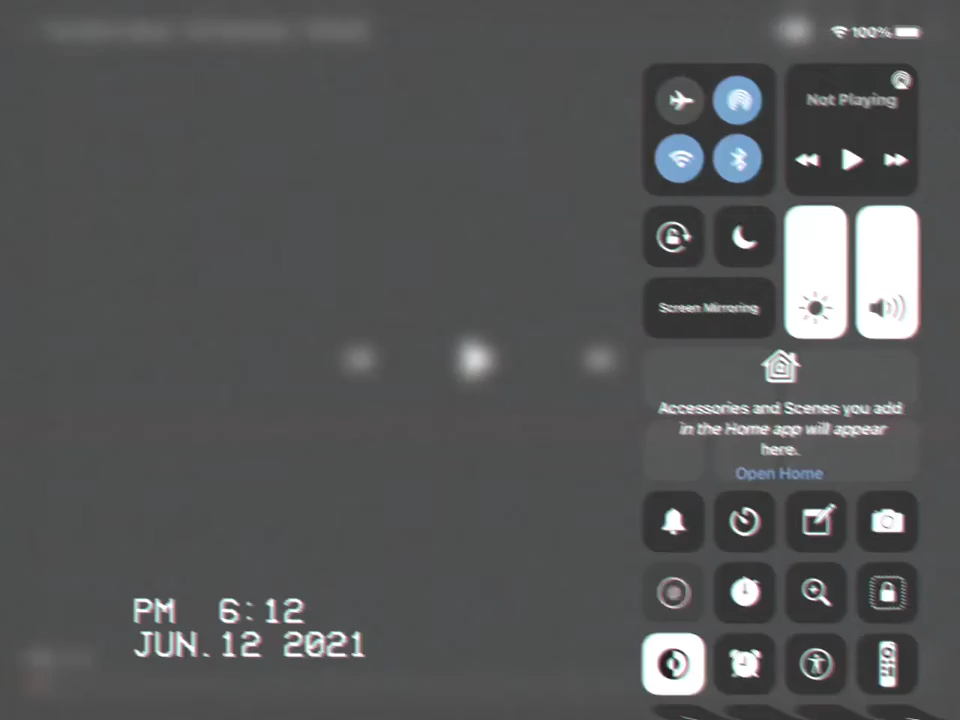 100%
Not Playing
Screen Mirroring
Accessories and Scenes you add
in the Home app will appear
here.
Open Home
PM 6:12
JUN.12 2021